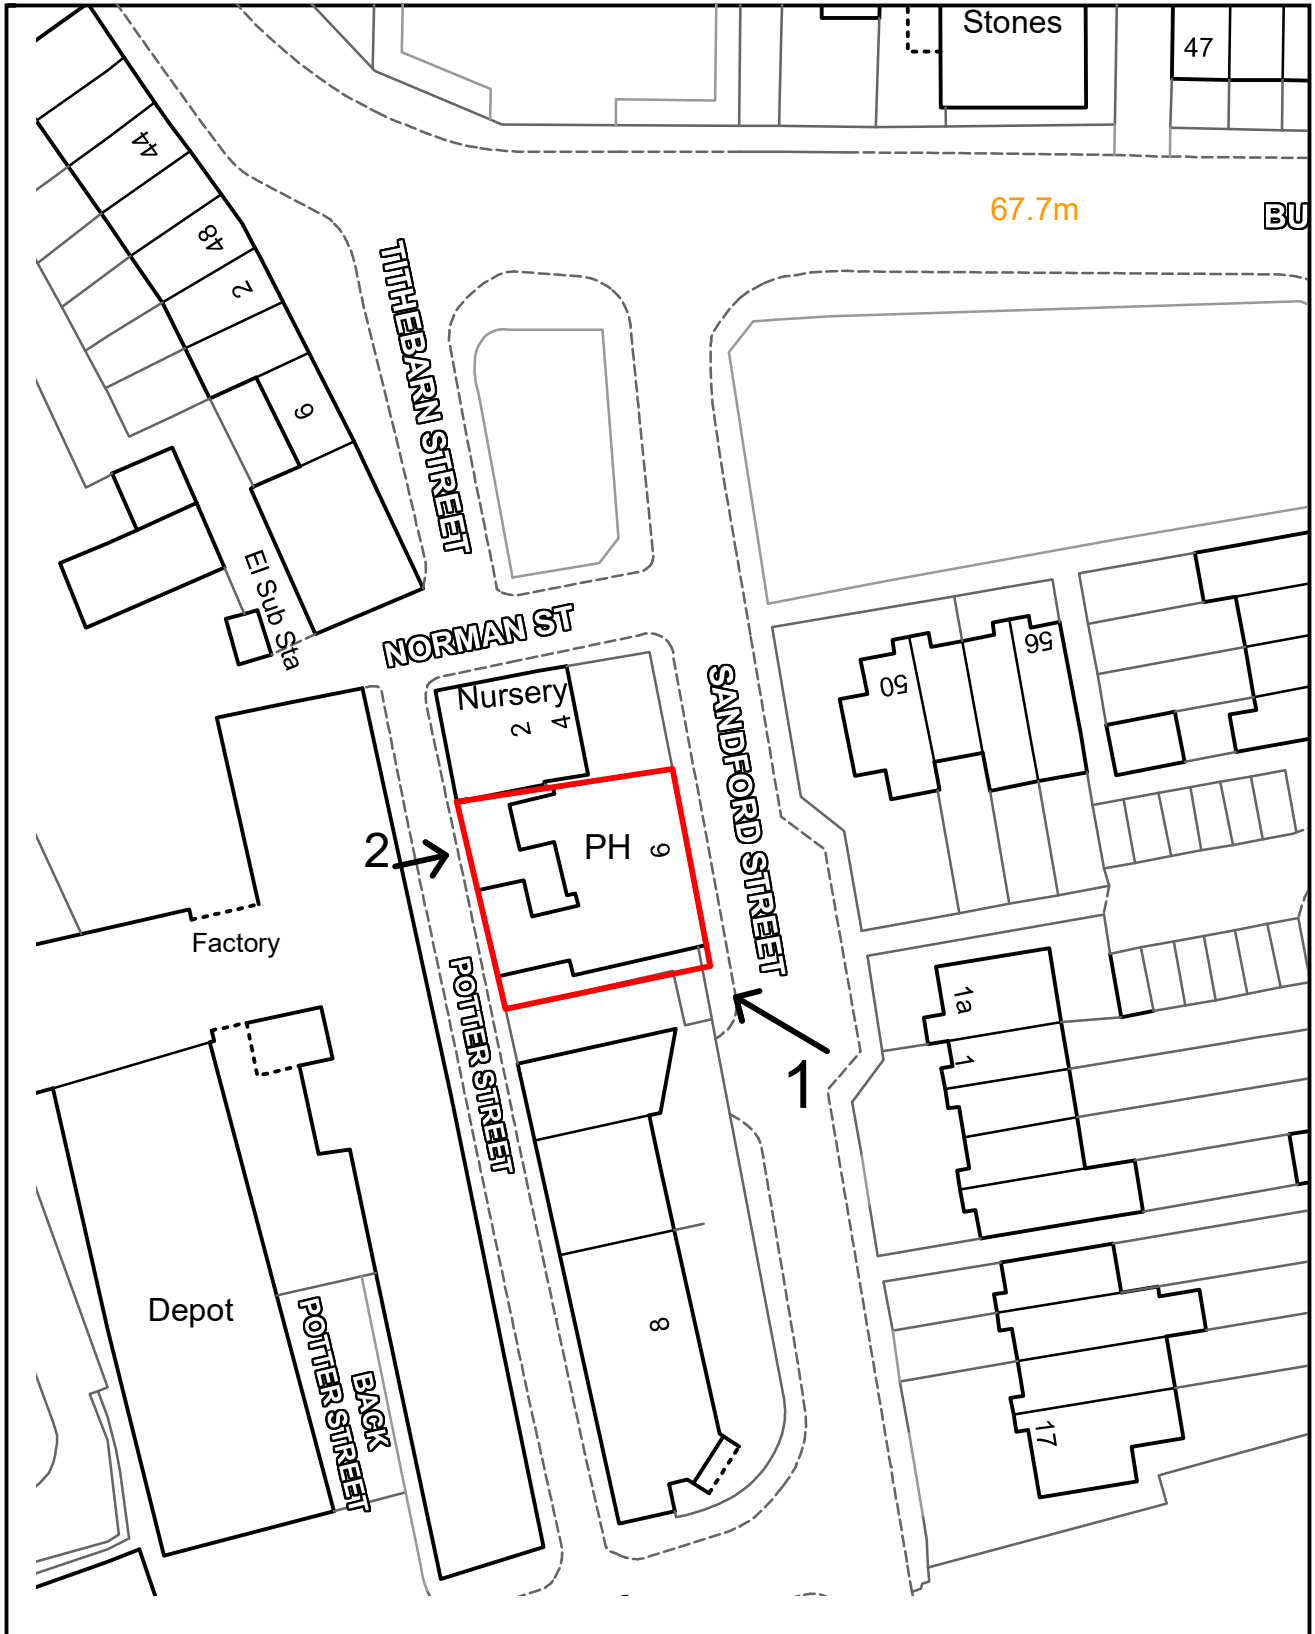 Stones
47
44
67.7m
BU
48
2
TITHEBARN STREET
6
El Sub Sta
NORMAN ST
56
50
Nursery
2
4
SANDFORD STREET
PH
6
2
Factory
POTTER STREET
1a
1
1
Depot
8
BACK
POTTER STREET
17